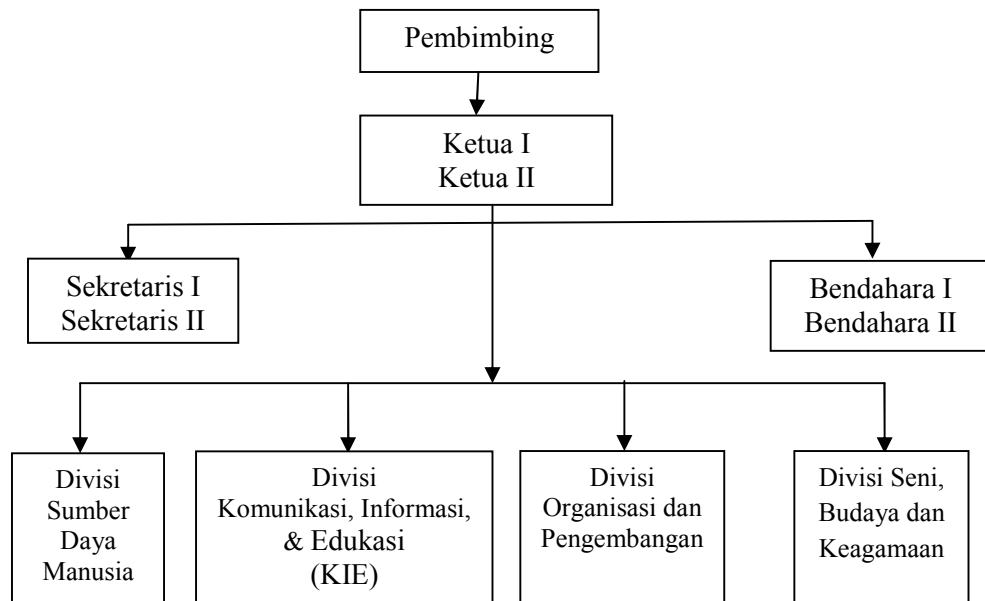 Pembimbing
Ketua I
Ketua II
Sekretaris I
Sekretaris II
Bendahara I
Bendahara II
Divisi
Sumber
Daya
Manusia
Divisi
Komunikasi, Informasi,
& Edukasi
(KIE)
Divisi
Organisasi dan
Pengembangan
Divisi Seni,
Budaya dan
Keagamaan